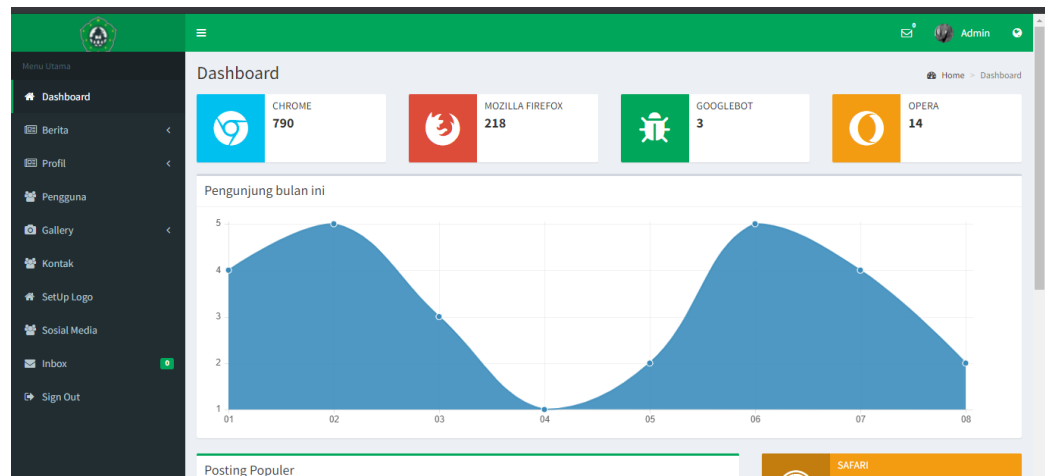 0
Admin
Menu Utama
Dashboard
Berita
Profil
Pengguna
Gallery
Kontak
SetUp Logo
Sosial Media
Inbox 0
Sign Out
Dashboard
Home > Dashboard
CHROME
790
MOZILLA FIREFOX
218
GOOGLEBOT
3
OPERA
14
Pengunjung bulan ini
5
4
3
2
1
01 02 03 04 05 06 07 08
Posting Populer
SAFARI